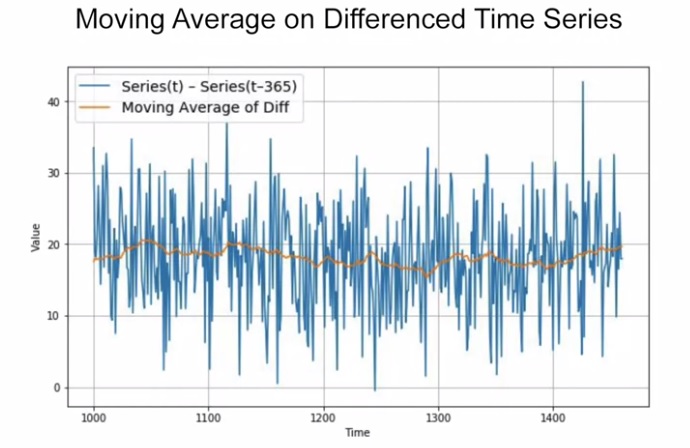 Moving Average on Differenced Time Series
Series(t) – Series(t–365)
Moving Average of Diff
40
30
20
10
0
Value
1000 1100 1200 1300 1400
Time